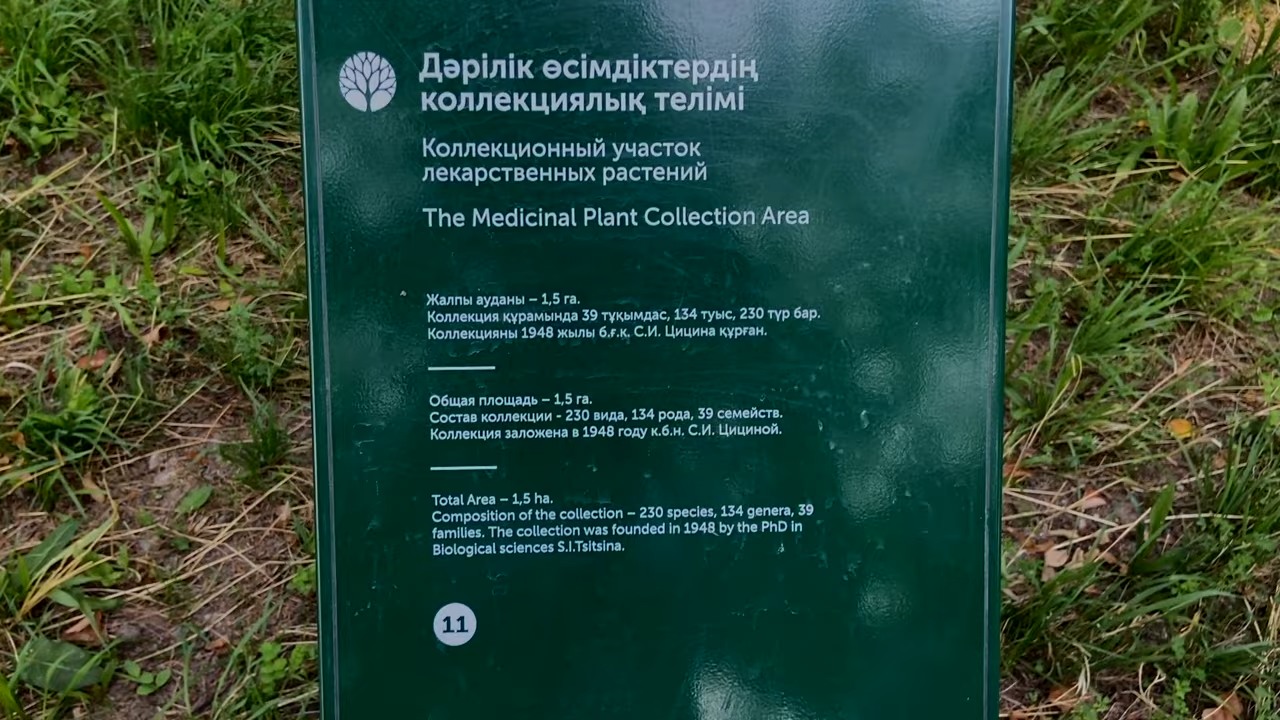 Дәрілік өсімдіктердің
коллекциялық телімі
Коллекционный участок
лекарственных растений
The Medicinal Plant Collection Area
Жалпы ауданы – 1,5 га.
Коллекция құрамында 39 тұқымдас, 134 туыс, 230 түр бар.
Коллекцияны 1948 жылы б.ғ.к. С.И. Цицина құрған.
Общая площадь – 1,5 га.
Состав коллекции - 230 вида, 134 рода, 39 семейств.
Коллекция заложена в 1948 году к.б.н. С.И. Цициной.
Total Area – 1,5 ha.
Composition of the collection – 230 species, 134 genera, 39
families. The collection was founded in 1948 by the PhD in
Biological sciences S.I.Tsitsina.
11